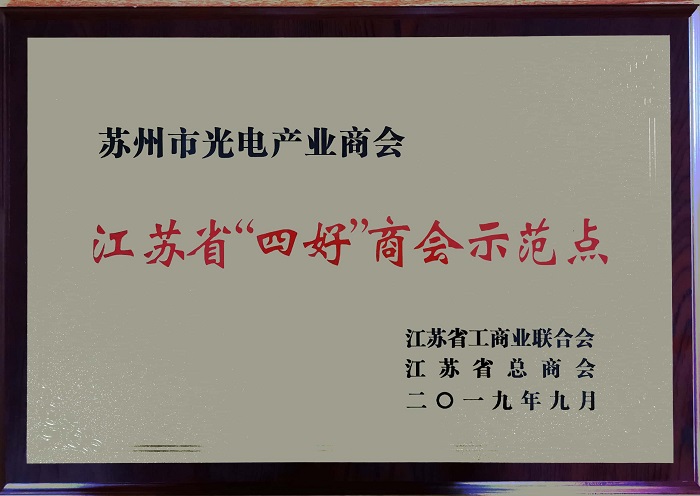 苏州市光电产业商会
江苏省“四好”商会示范点
江苏省工商业联合会
江苏省总商会
二〇一九年九月